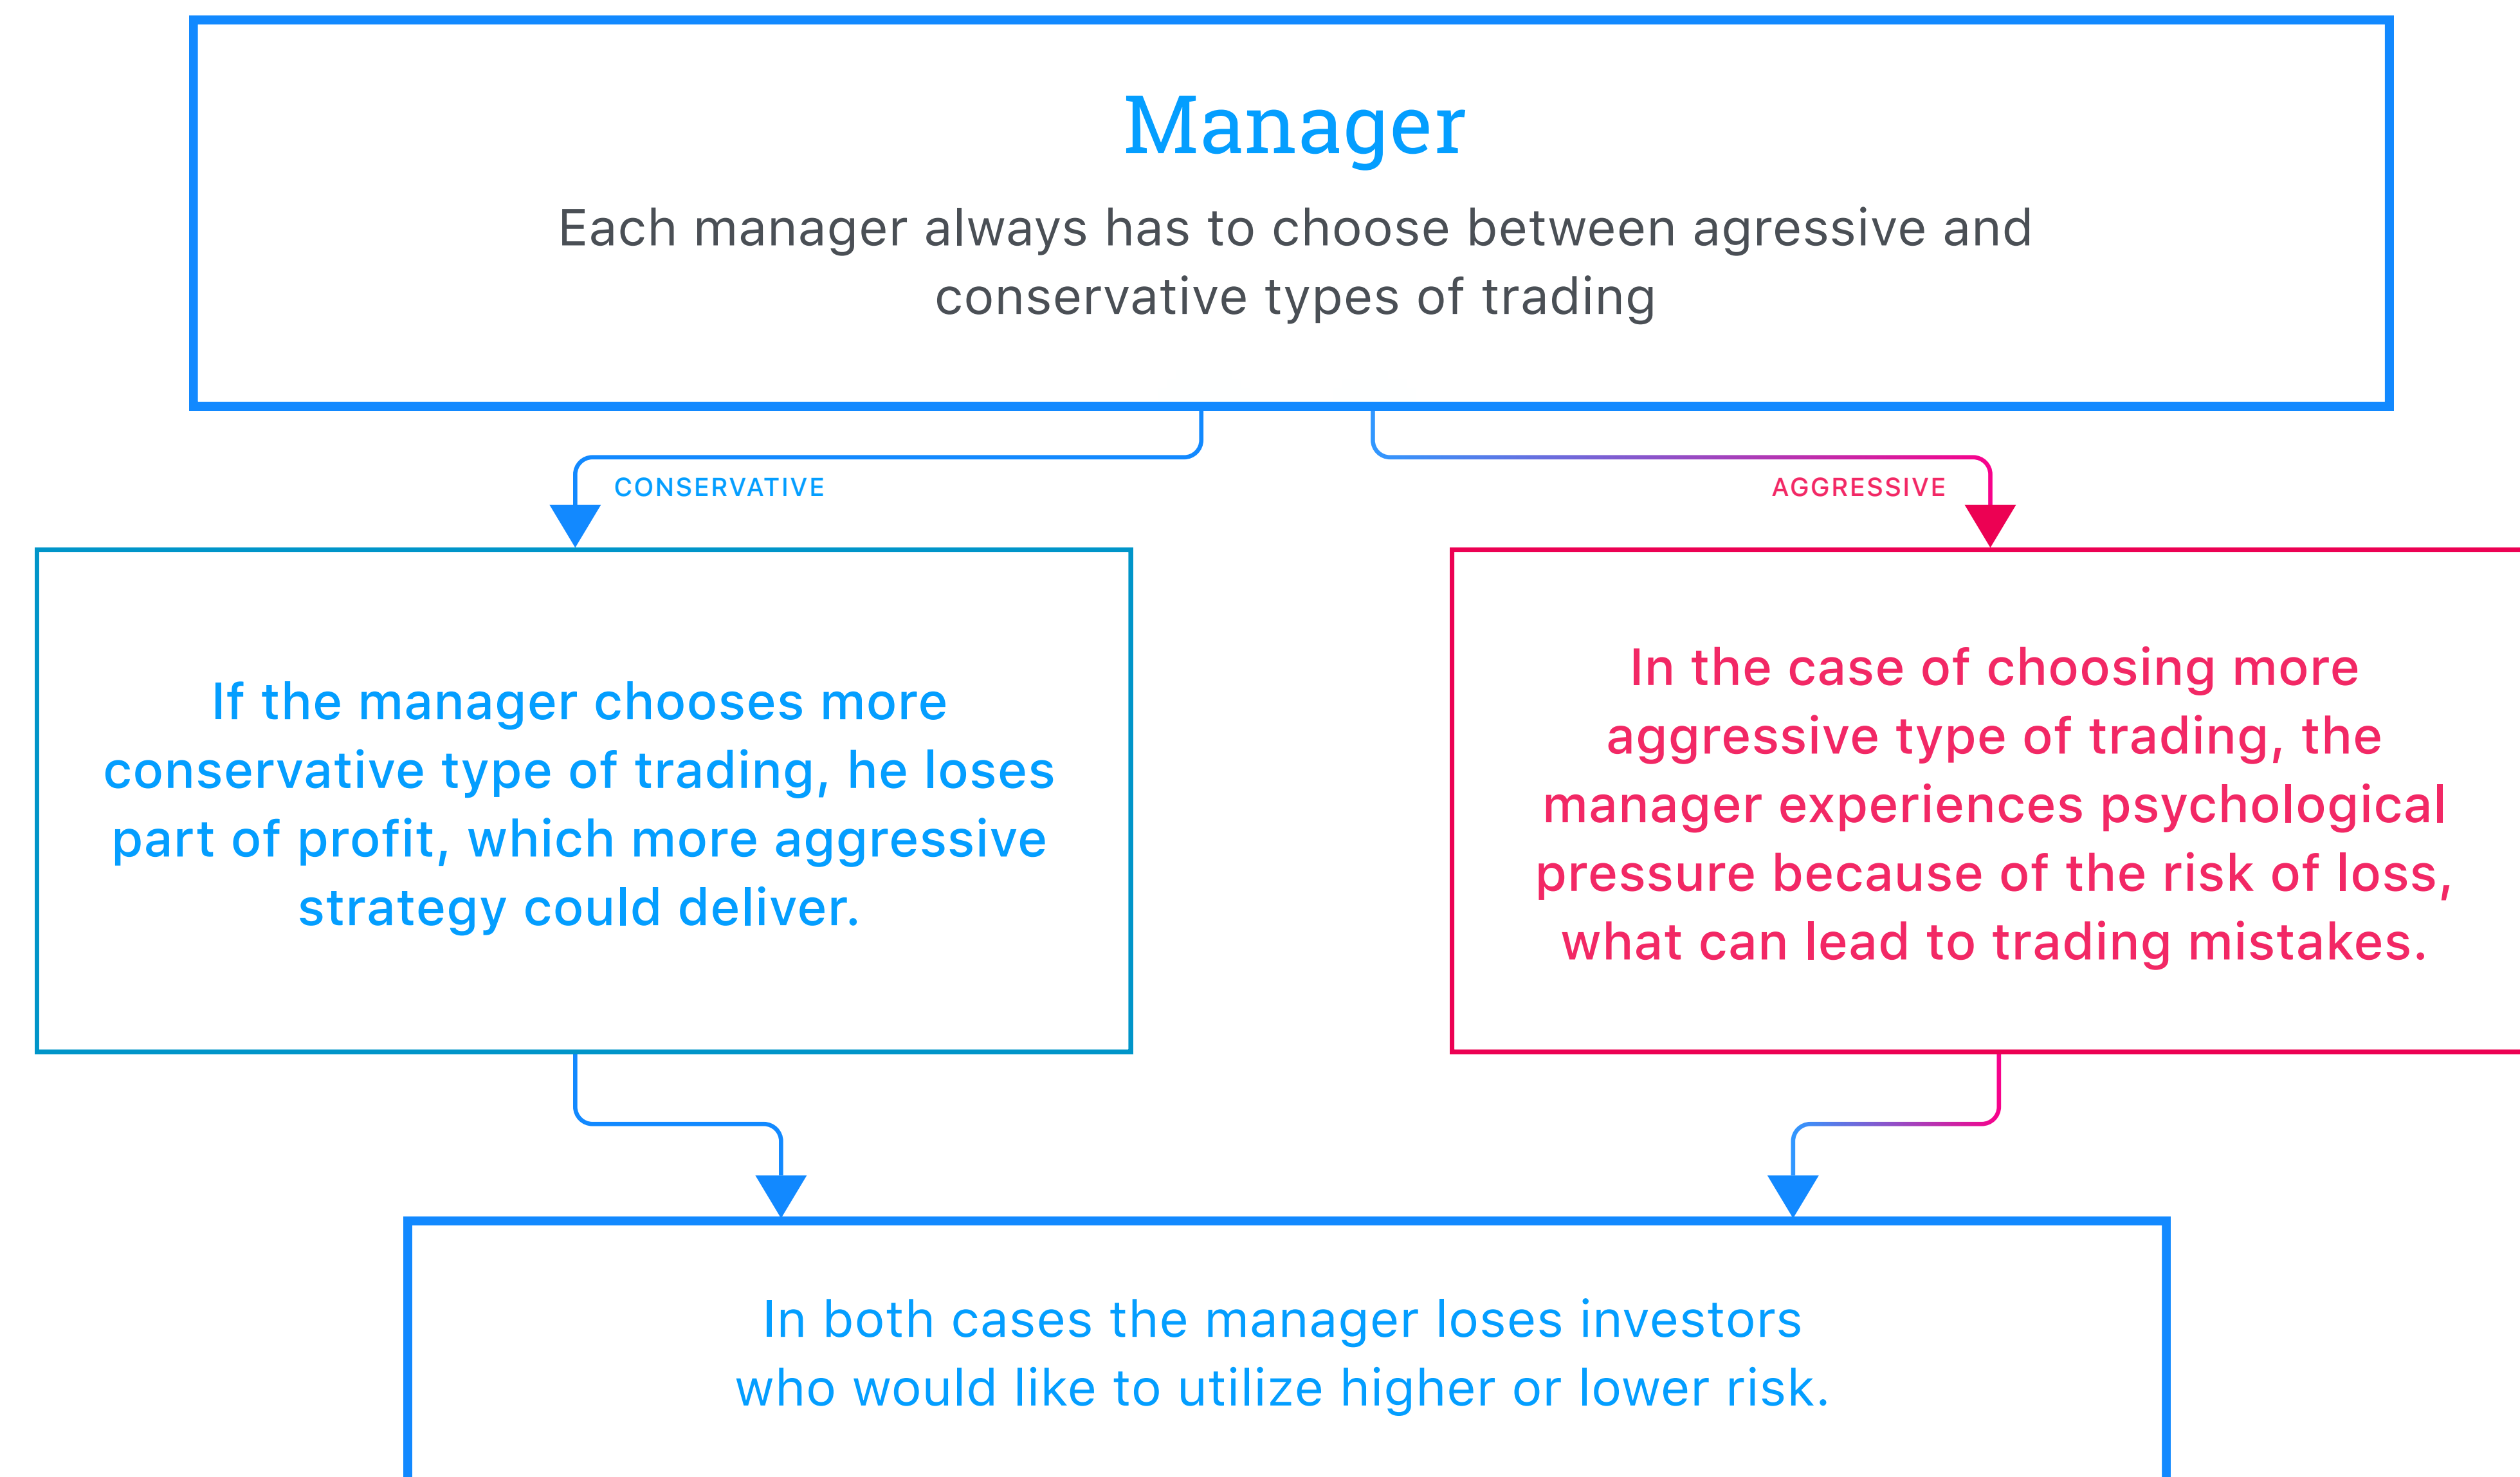 Manager
Each manager always has to choose between agressive and
conservative types of trading
CONSERVATIVE
AGGRESSIVE
If the manager chooses more
conservative type of trading, he loses
part of profit, which more aggressive
strategy could deliver.
In the case of choosing more
aggressive type of trading, the
manager experiences psychological
pressure because of the risk of loss,
what can lead to trading mistakes.
In both cases the manager loses investors
who would like to utilize higher or lower risk.